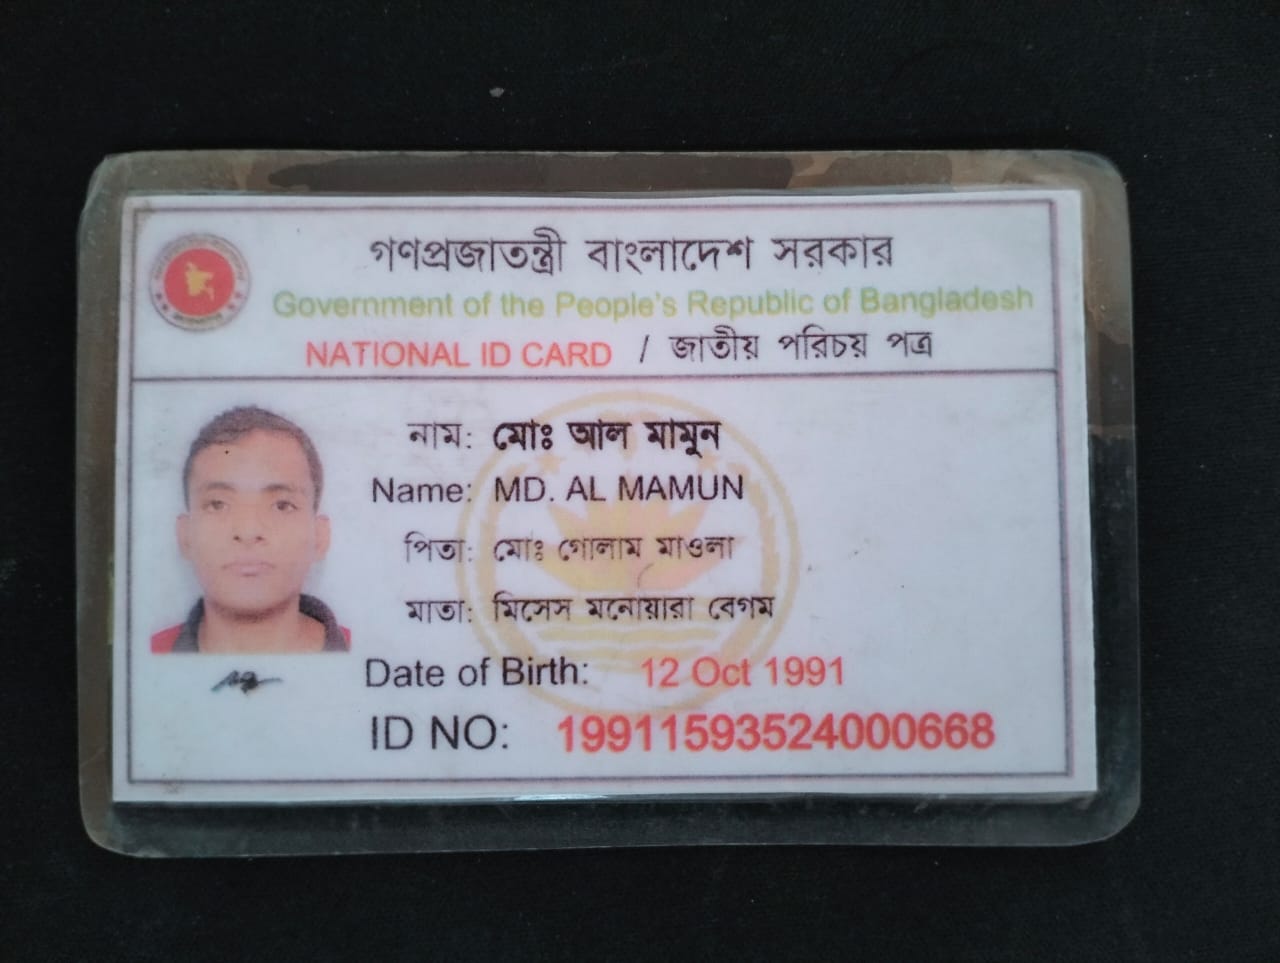 গণপ্রজাতন্ত্রী বাংলাদেশ সরকার
Government of the People's Republic of Bangladesh
NATIONAL ID CARD / জাতীয় পরিচয় পত্র
নাম: মোঃ আল মামুন
Name: MD. AL MAMUN
পিতা: মোঃ গোলাম মাওলা
মাতা: মিসেস মনোয়ারা বেগম
Date of Birth: 12 Oct 1991
ID NO: 19911593524000668